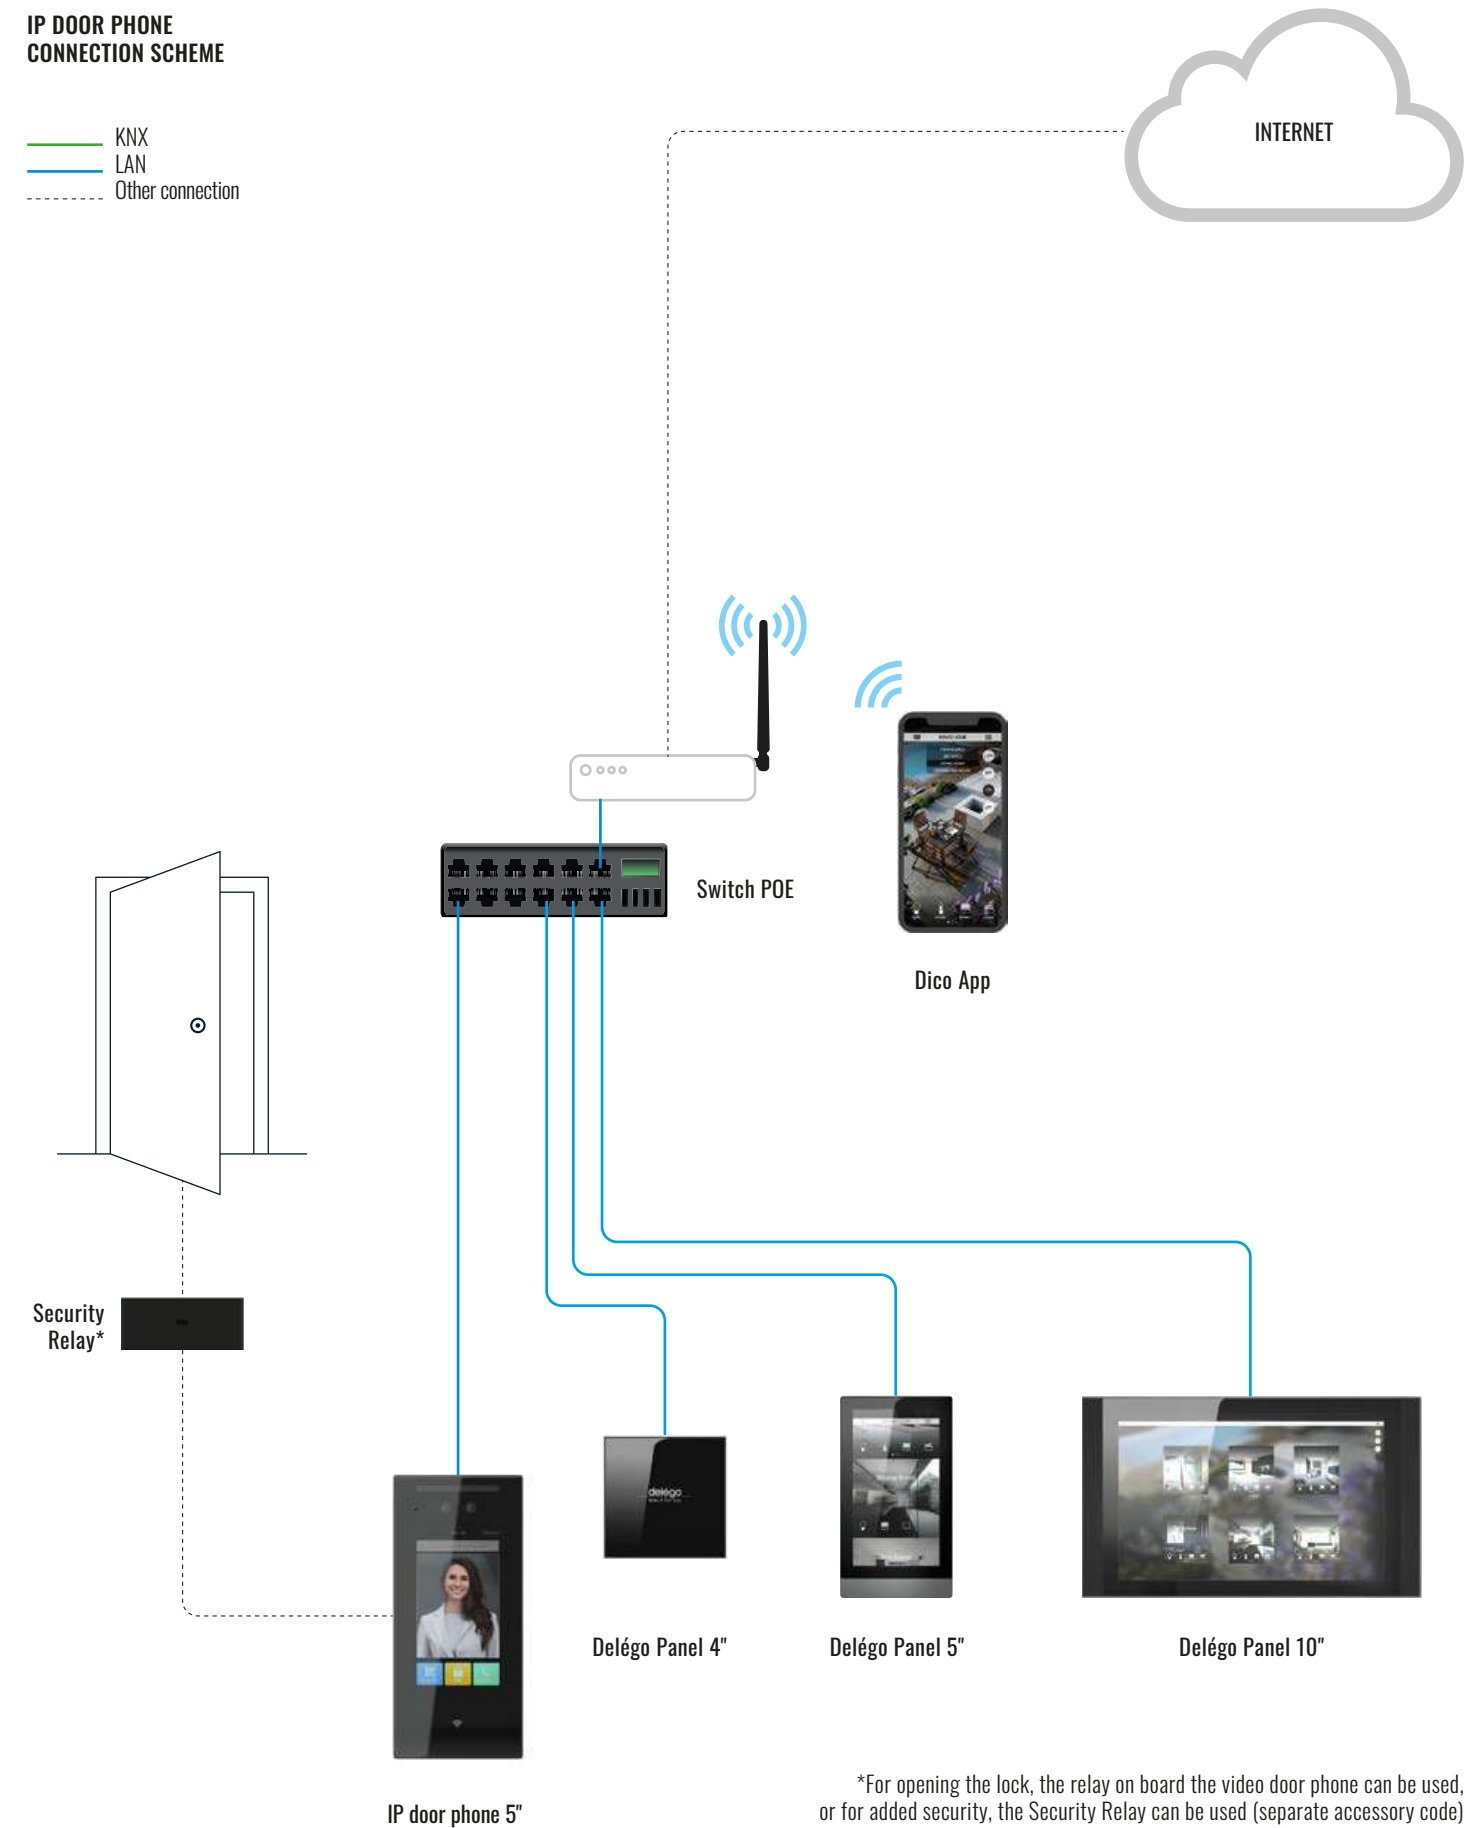 IP DOOR PHONE
CONNECTION SCHEME
KNX
LAN
Other connection
INTERNET
Switch POE
Dico App
Security
Relay*
delégo
Delégo Panel 4"
Delégo Panel 5"
Delégo Panel 10"
IP door phone 5"
*For opening the lock, the relay on board the video door phone can be used,
or for added security, the Security Relay can be used (separate accessory code)